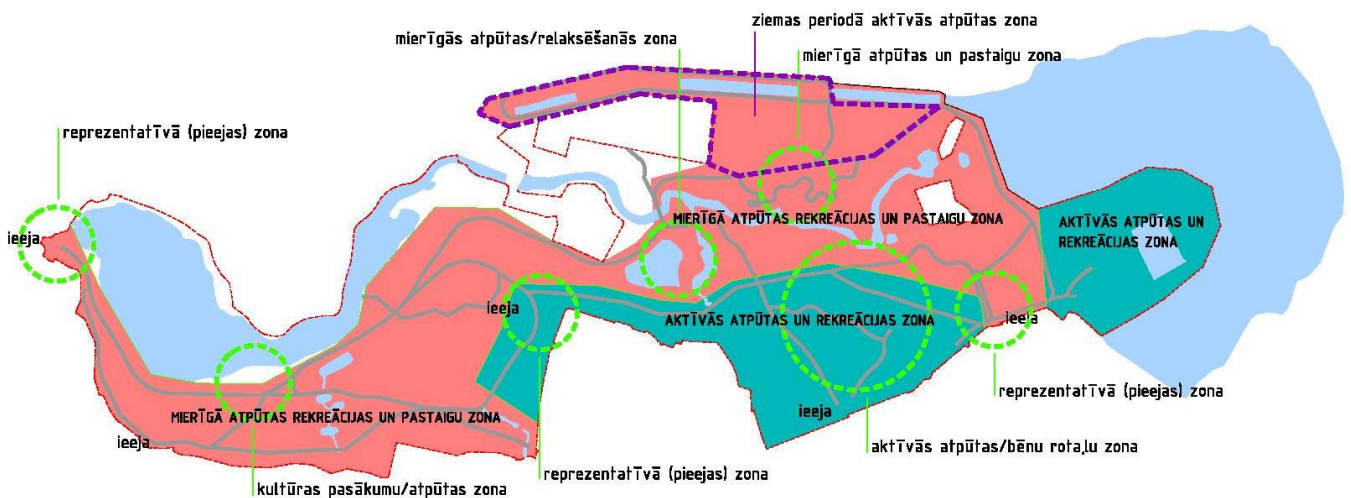 ziemas periodā aktīvās atpūtas zona
mierīgās atpūtas/relaksēšanās zona
mierīgā atpūtas un pastaigu zona
reprezentatīvā (pieejas) zona
ieeja
MIERĪGĀ ATPŪTAS REKREĀCIJAS UN PASTAIGU ZONA
AKTĪVĀS ATPŪTAS UN
REKREĀCIJAS ZONA
ieeja
AKTĪVĀS ATPŪTAS UN REKREĀCIJAS ZONA
ieeja
reprezentatīvā (pieejas) zona
ieeja
MIERĪGĀ ATPŪTAS REKREĀCIJAS UN PASTAIGU ZONA
ieeja
aktīvās atpūtas/bēnu rota,lu zona
reprezentatīvā (pieejas) zona
kultūras pasākumu/atpūtas zona